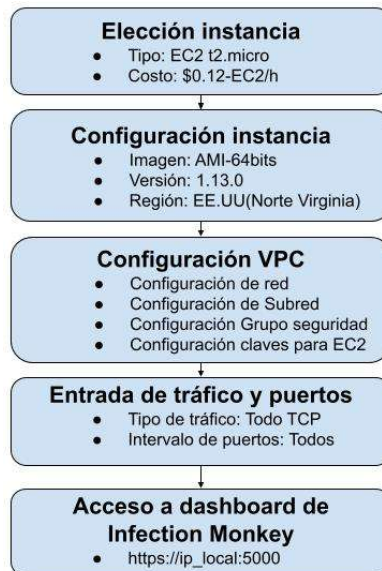 Elección instancia
● Tipo: EC2 t2.micro
● Costo: $0.12-EC2/h
Configuración instancia
● Imagen: AMI-64bits
● Versión: 1.13.0
● Región: EE.UU(Norte Virginia)
Configuración VPC
● Configuración de red
● Configuración de Subred
● Configuración Grupo seguridad
● Configuración claves para EC2
Entrada de tráfico y puertos
● Tipo de tráfico: Todo TCP
● Intervalo de puertos: Todos
Acceso a dashboard de
Infection Monkey
● https://ip_local:5000